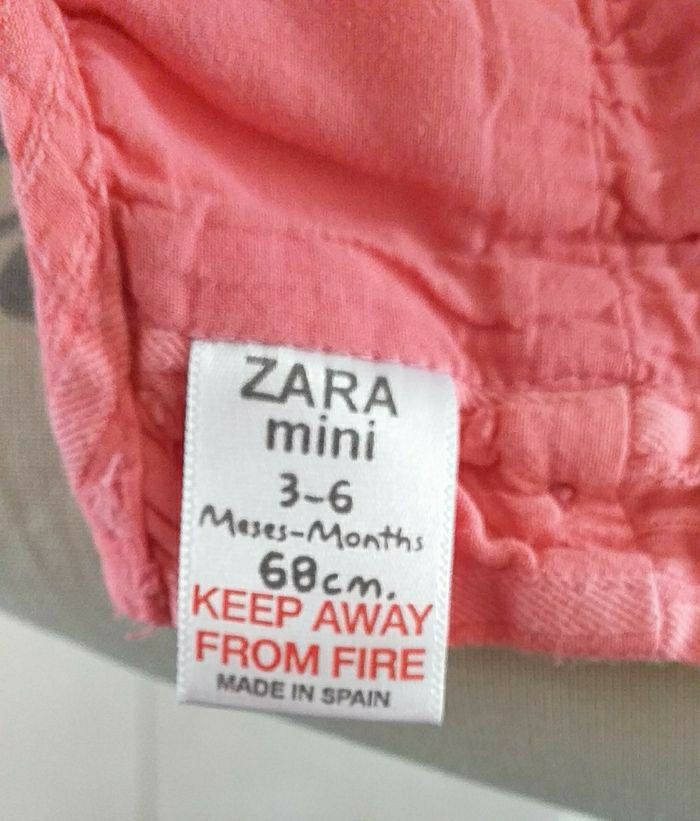 ZARA
mini
3-6
Meses-Months
68cm.
KEEP AWAY
FROM FIRE
MADE IN SPAIN